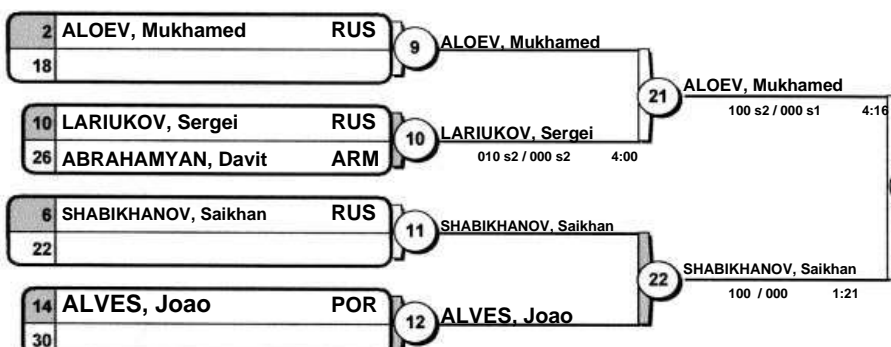 2 ALOEV, Mukhamed RUS
18
9 ALOEV, Mukhamed
10 LARIUKOV, Sergei RUS
26 ABRAHAMYAN, Davit ARM
10 LARIUKOV, Sergei
010 s2 / 000 s2 4:00
21 ALOEV, Mukhamed
100 s2 / 000 s1 4:16
6 SHABIKHANOV, Saikhan RUS
22
11 SHABIKHANOV, Saikhan
14 ALVES, Joao POR
30
12 ALVES, Joao
22 SHABIKHANOV, Saikhan
100 / 000 1:21